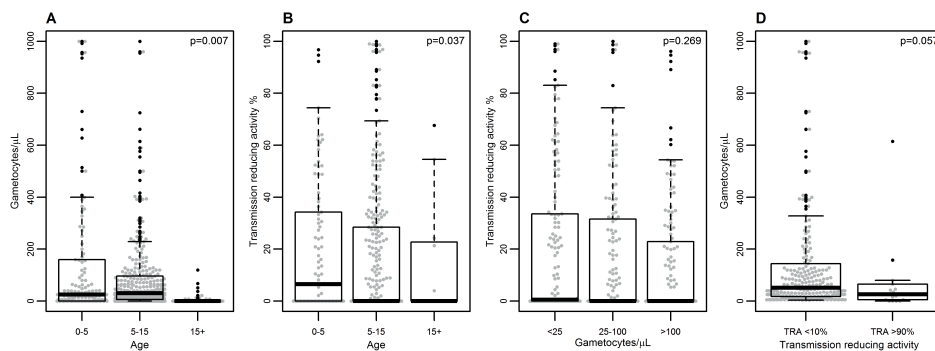 A
p=0.007
Gametocytes/μL
1000
800
600
400
200
0
0-5
5-15
15+
Age
B
p=0.037
Transmission reducing activity %
100
80
60
40
20
0
0-5
5-15
15+
Age
C
p=0.269
Transmission reducing activity %
100
80
60
40
20
0
<25
25-100
>100
Gametocytes/μL
D
p=0.057
Gametocytes/μL
1000
800
600
400
200
0
TRA <10%
TRA >90%
Transmission reducing activity